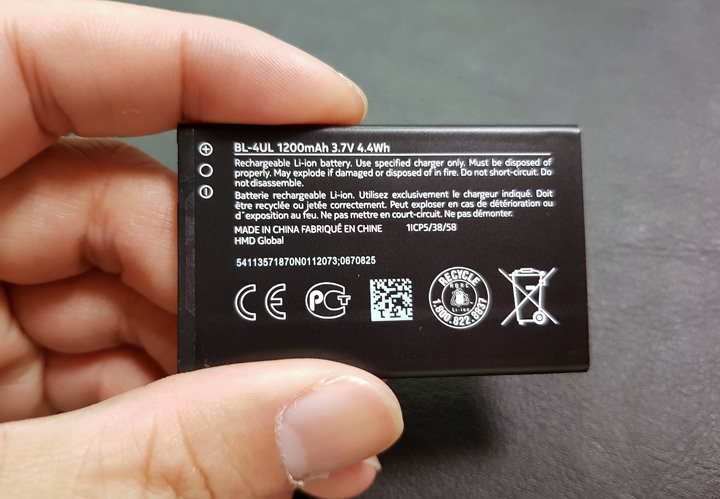 BL-4UL 1200mAh 3.7V 4.4Wh
Rechargeable Li-ion battery. Use specified charger only. Must be disposed of
properly. May explode if damaged or disposed of in fire. Do not short-circuit. Do
not disassemble.
Batterie rechargeable Li-Ion. Utilisez exclusivement le chargeur indiqué. Doit
être recyclée ou jetée correctement. Peut exploser en cas de détérioration ou
d´exposition au feu. Ne pas mettre en court-circuit. Ne pas démonter.
MADE IN CHINA FABRIQUÉ EN CHINE 1ICP5/38/58
HMD Global
54113571870N0112073;0670825
CE
PCT
RECYCLE
RBRC
Li-ion
1.800.822.8837